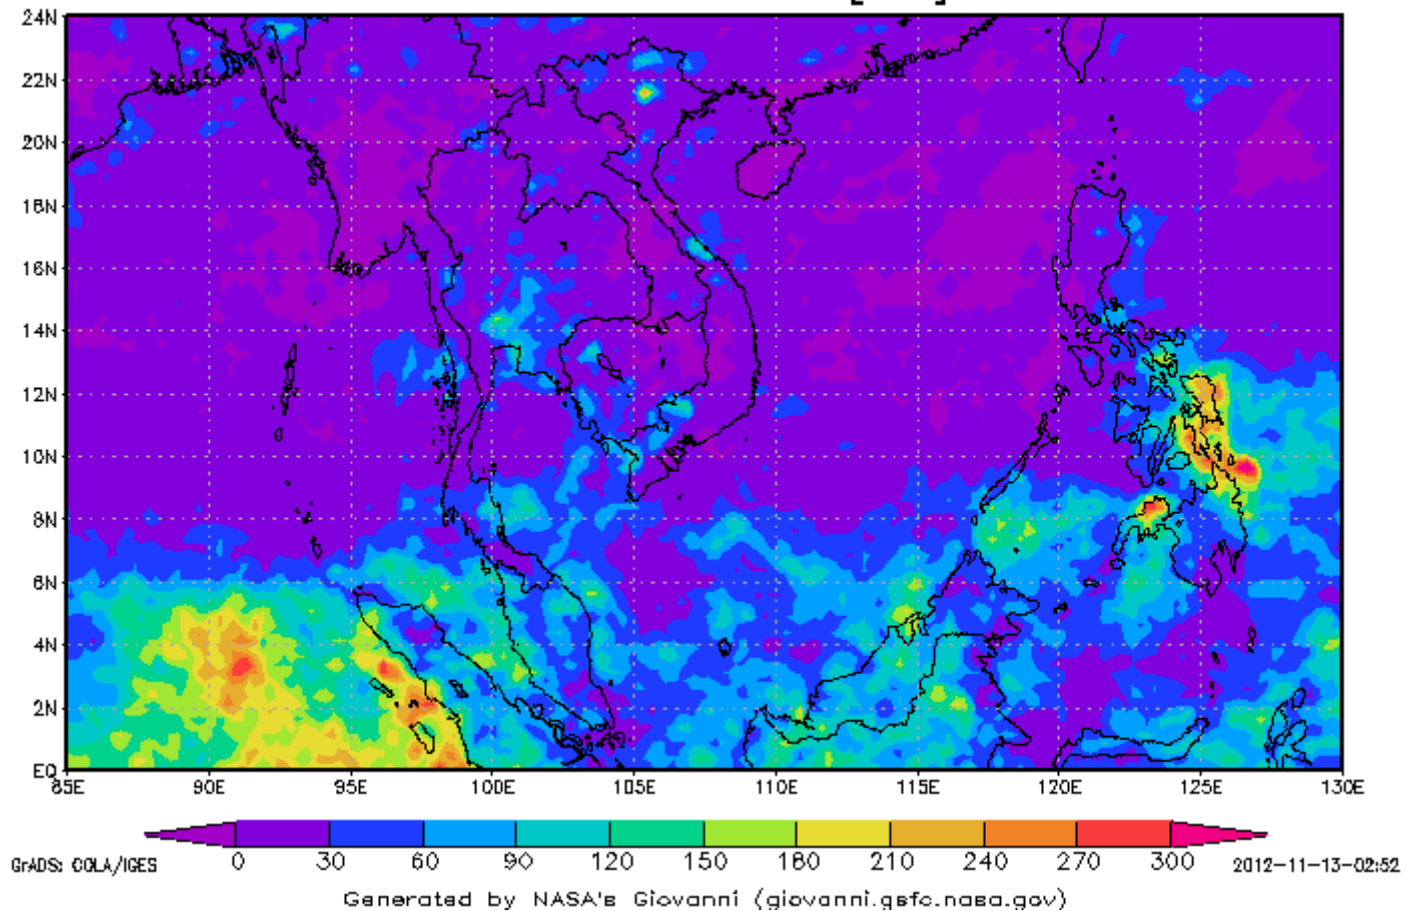 24N
22N
20N
18N
16N
14N
12N
10N
8N
6N
4N
2N
EQ
85E 90E 95E 100E 105E 110E 115E 120E 125E 130E
0 30 60 90 120 150 180 210 240 270 300
GrADS: COLA/IGES 2012-11-13-02:52
Generated by NASA's Giovanni (giovanni.gsfc.nasa.gov)